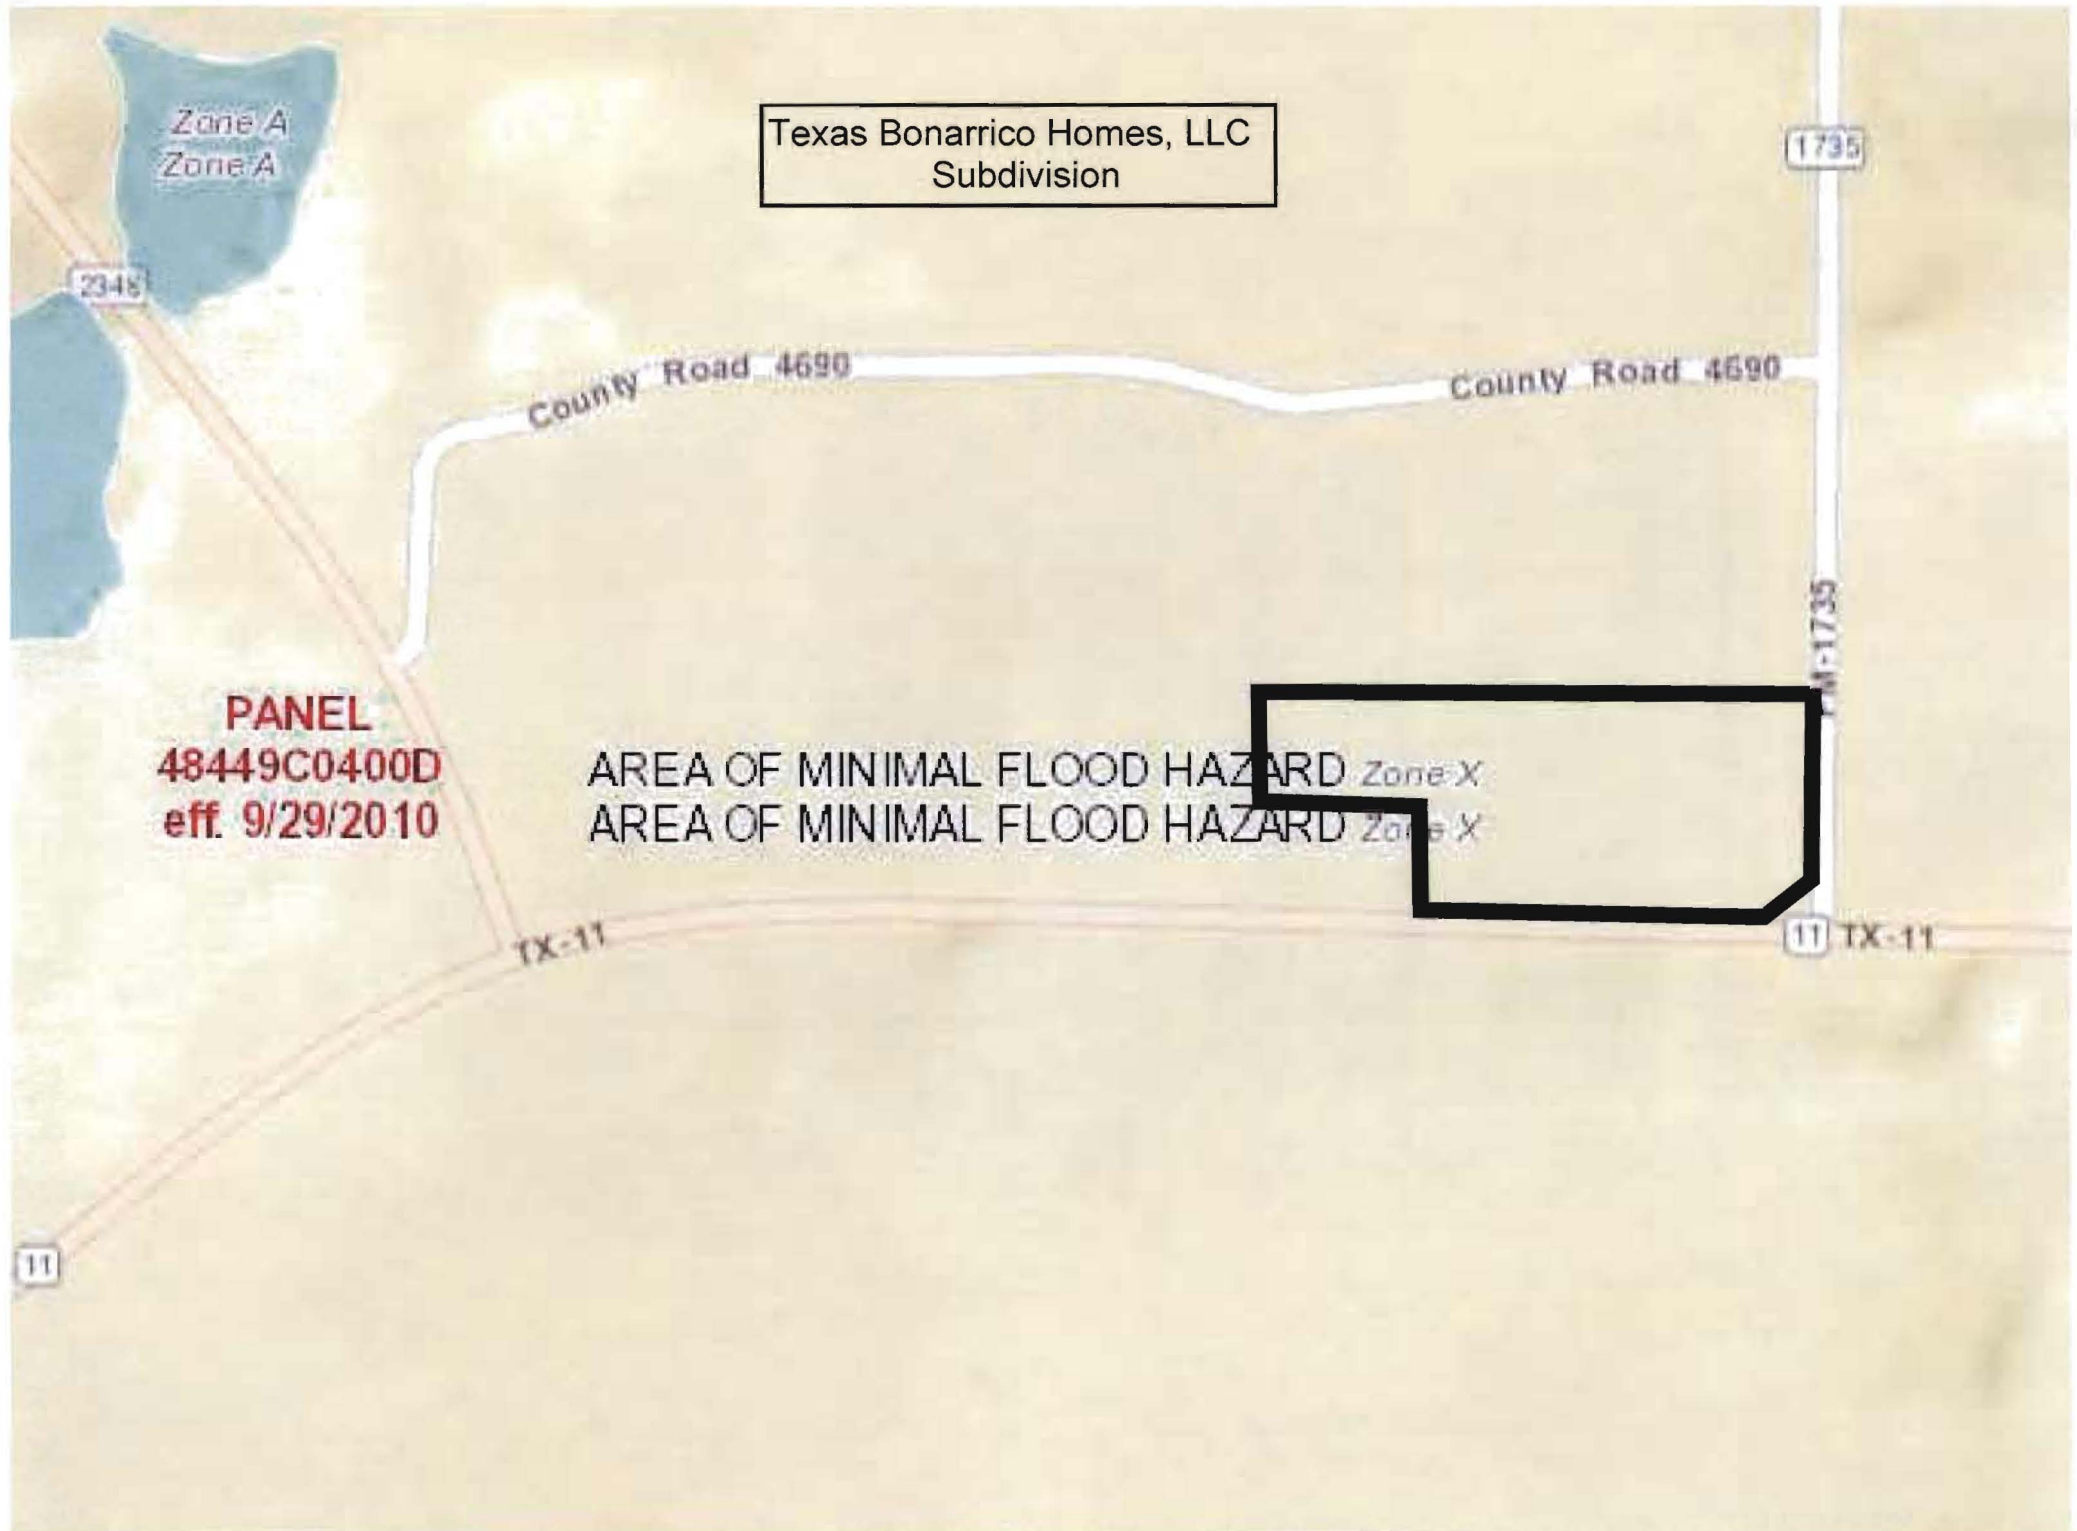 Zone A
Zone A
Texas Bonarrico Homes, LLC
Subdivision
1735
2348
County Road 4690
County Road 4690
FM-1735
PANEL
48449C0400D
eff. 9/29/2010
AREA OF MINIMAL FLOOD HAZARD Zone X
AREA OF MINIMAL FLOOD HAZARD Zone X
TX-11
11 TX-11
11